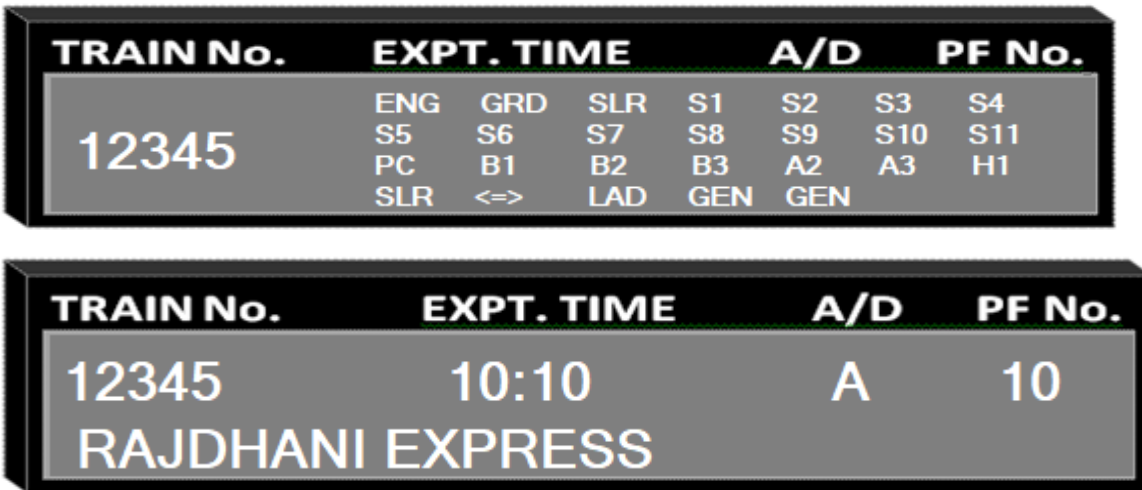 TRAIN No. EXPT. TIME A/D PF No.
ENG GRD SLR S1 S2 S3 S4
12345 S5 S6 S7 S8 S9 S10 S11
PC B1 B2 B3 A2 A3 H1
SLR <=> LAD GEN GEN
TRAIN No. EXPT. TIME A/D PF No.
12345 10:10 A 10
RAJDHANI EXPRESS